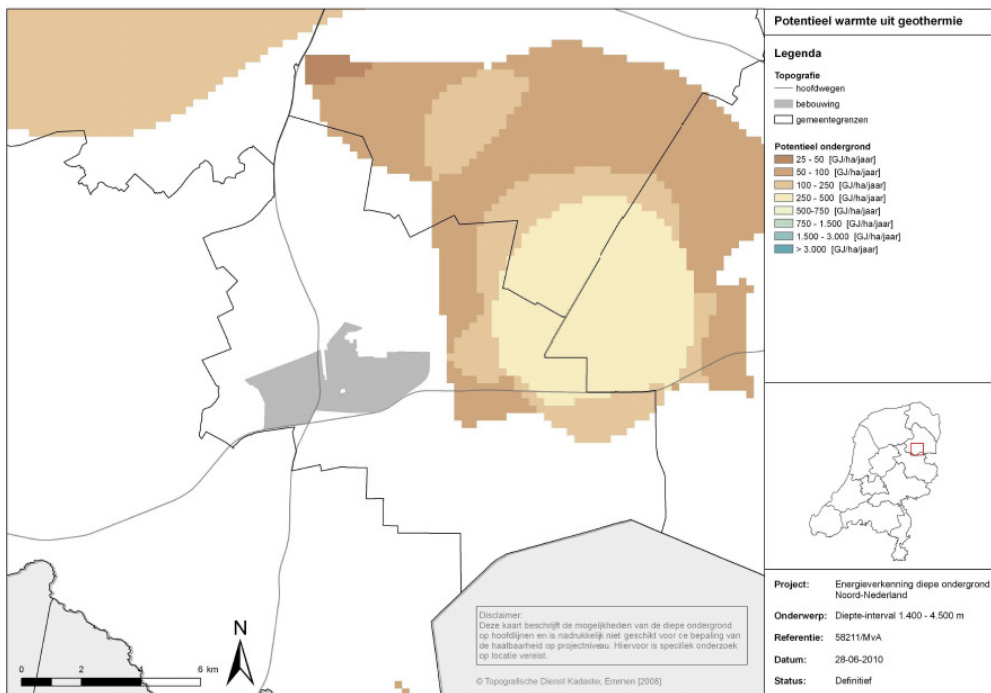 Potentieel warmte uit geothermie
Legenda
Topografie
hoofdwegen
bebouwing
gemeentegrenzen
Potentieel ondergrond
25 - 50 [GJ/ha/jaar]
50 - 100 [GJ/ha/jaar]
100 - 250 [GJ/ha/jaar]
250 - 500 [GJ/ha/jaar]
500-750 [GJ/ha/jaar]
750 - 1.500 [GJ/ha/jaar]
1.500 - 3.000 [GJ/ha/jaar]
> 3.000 [GJ/ha/jaar]
Project: Energieverkenning diepe ondergrond
Noord-Nederland
Onderwerp: Diepte-interval 1.400 - 4.500 m
Referentie: 58211/MvA
Datum: 28-06-2010
Status: Definitief
N
0 2 4 6 km
Disclaimer:
Deze kaart beschrijft de mogelijkheden van de diepe ondergrond
op hoofdlijnen en is nadrukkelijk niet geschikt voor de bepaling van
de haalbaarheid op projectniveau. Hiervoor is specifiek onderzoek
op locatie vereist.
© Topografische Dienst Kadaster, Emmen [2008]